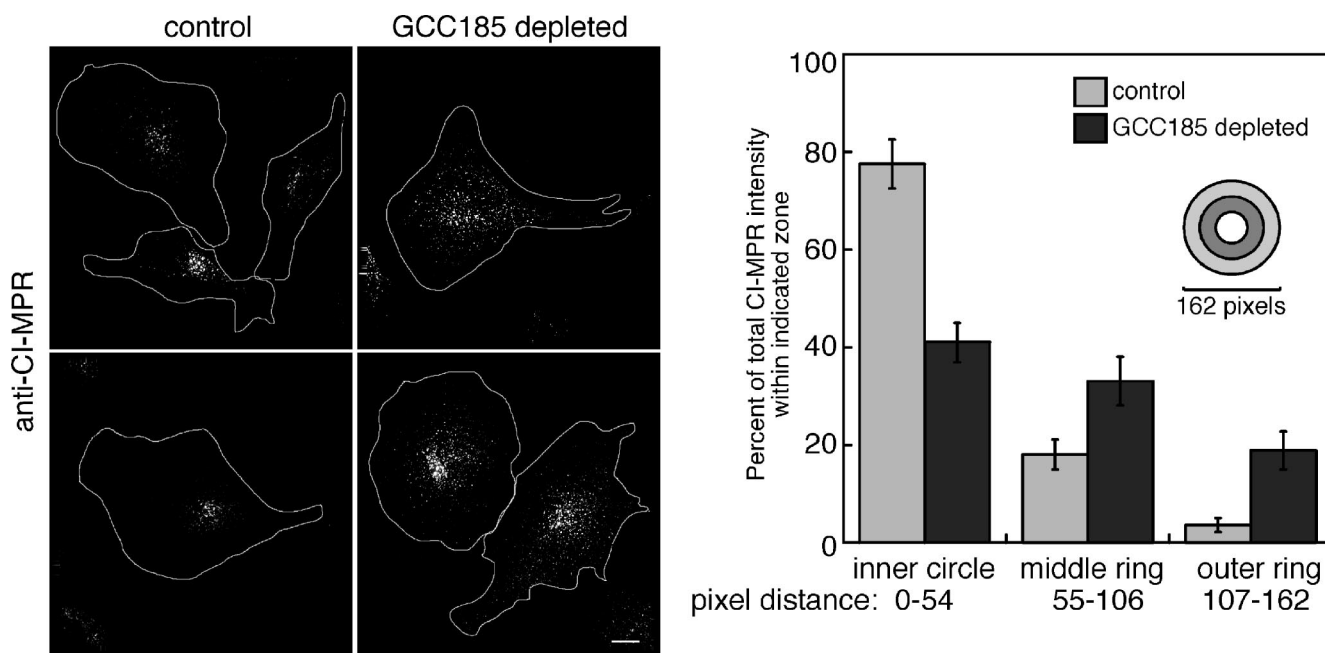 control
GCC185 depleted
anti-CI-MPR
Percent of total CI-MPR intensity
within indicated zone
100
80
60
40
20
0
control
GCC185 depleted
162 pixels
inner circle
middle ring
outer ring
pixel distance: 0-54
55-106
107-162